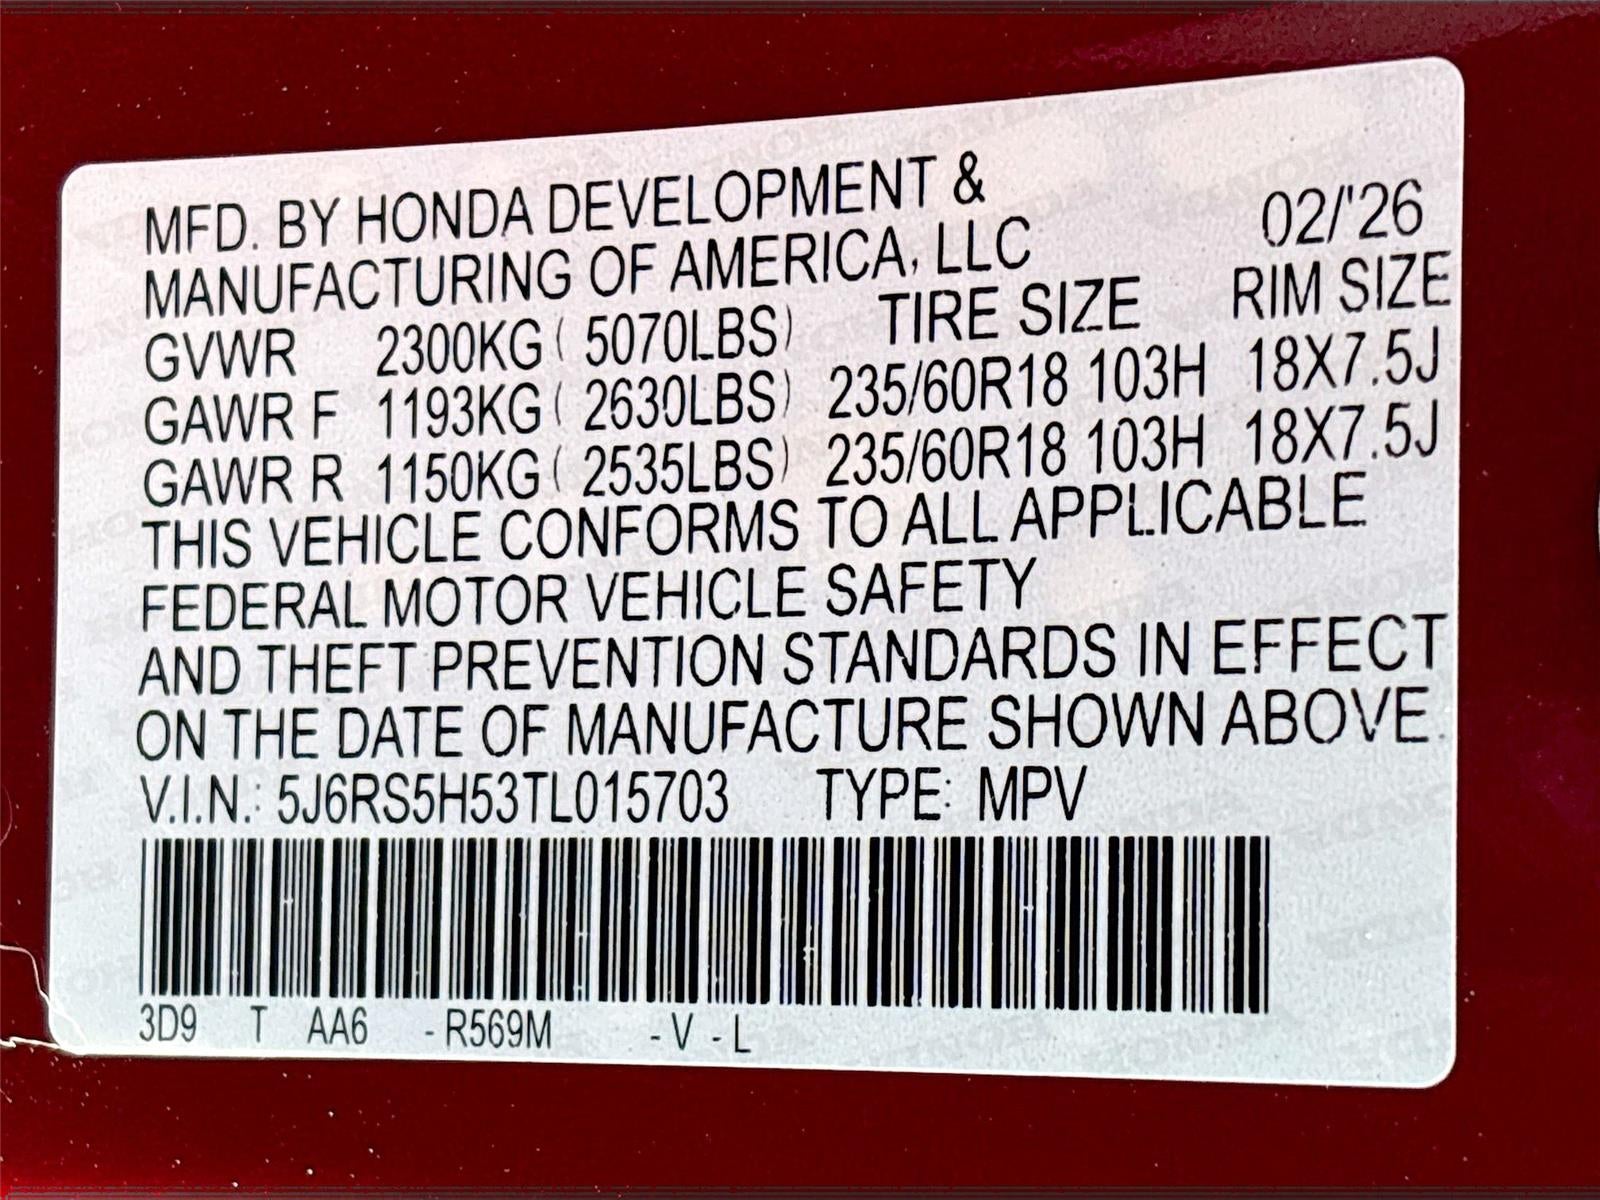 MFD. BY HONDA DEVELOPMENT &
MANUFACTURING OF AMERICA, LLC 02/'26
GVWR 2300KG ( 5070LBS) TIRE SIZE RIM SIZE
GAWR F 1193KG ( 2630LBS) 235/60R18 103H 18X7.5J
GAWR R 1150KG ( 2535LBS) 235/60R18 103H 18X7.5J
THIS VEHICLE CONFORMS TO ALL APPLICABLE
FEDERAL MOTOR VEHICLE SAFETY
AND THEFT PREVENTION STANDARDS IN EFFECT
ON THE DATE OF MANUFACTURE SHOWN ABOVE.
V.I.N.: 5J6RS5H53TL015703 TYPE: MPV
3D9 T AA6 - R569M - V - L